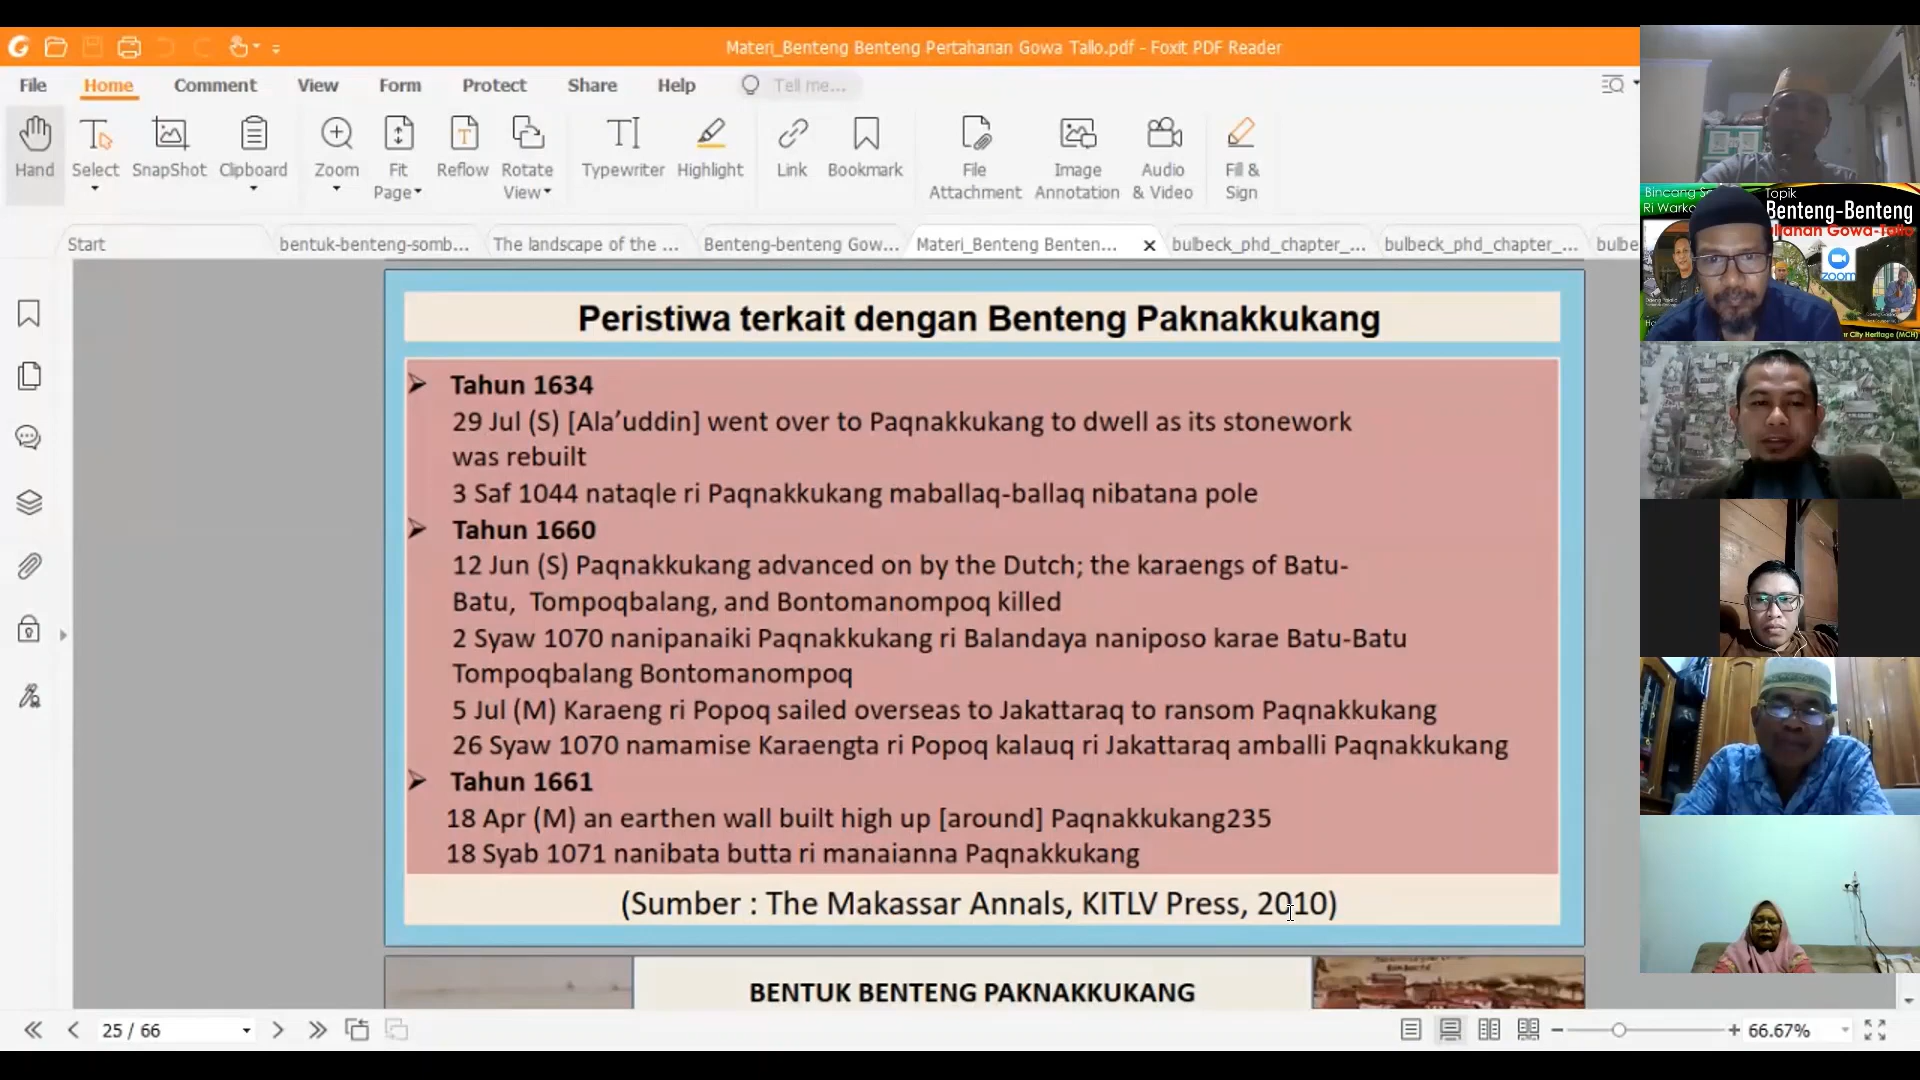 Materi_Benteng Benteng Pertahanan Gowa Tallo.pdf - Foxit PDF Reader
File Home Comment View Form Protect Share Help Tell me...
Hand Select SnapShot Clipboard Zoom Fit Page Reflow Rotate View Typewriter Highlight Link Bookmark File Attachment Image Annotation Audio & Video Fill & Sign
Start bentuk-benteng-somb... The landscape of the ... Benteng-benteng Gow... Materi_Benteng Benten... bulbeck_phd_chapter_... bulbeck_phd_chapter_... bulbe
Peristiwa terkait dengan Benteng Paknakkukang
Tahun 1634
29 Jul (S) [Ala’uddin] went over to Paqnakkukang to dwell as its stonework
was rebuilt
3 Saf 1044 nataqle ri Paqnakkukang maballaq-ballaq nibatana pole
Tahun 1660
12 Jun (S) Paqnakkukang advanced on by the Dutch; the karaengs of Batu-
Batu, Tompoqbalang, and Bontomanompoq killed
2 Syaw 1070 nanipanaiki Paqnakkukang ri Balandaya naniposo karae Batu-Batu
Tompoqbalang Bontomanompoq
5 Jul (M) Karaeng ri Popoq sailed overseas to Jakattaraq to ransom Paqnakkukang
26 Syaw 1070 namamise Karaengta ri Popoq kalauq ri Jakattaraq amballi Paqnakkukang
Tahun 1661
18 Apr (M) an earthen wall built high up [around] Paqnakkukang235
18 Syab 1071 nanibata butta ri manaianna Paqnakkukang
(Sumber : The Makassar Annals, KITLV Press, 2010)
BENTUK BENTENG PAKNAKKUKANG
25 / 66
66.67%
Bincang
Topik
Benteng-Benteng
Gowa-Tallo
zoom
City Heritage (MCH)